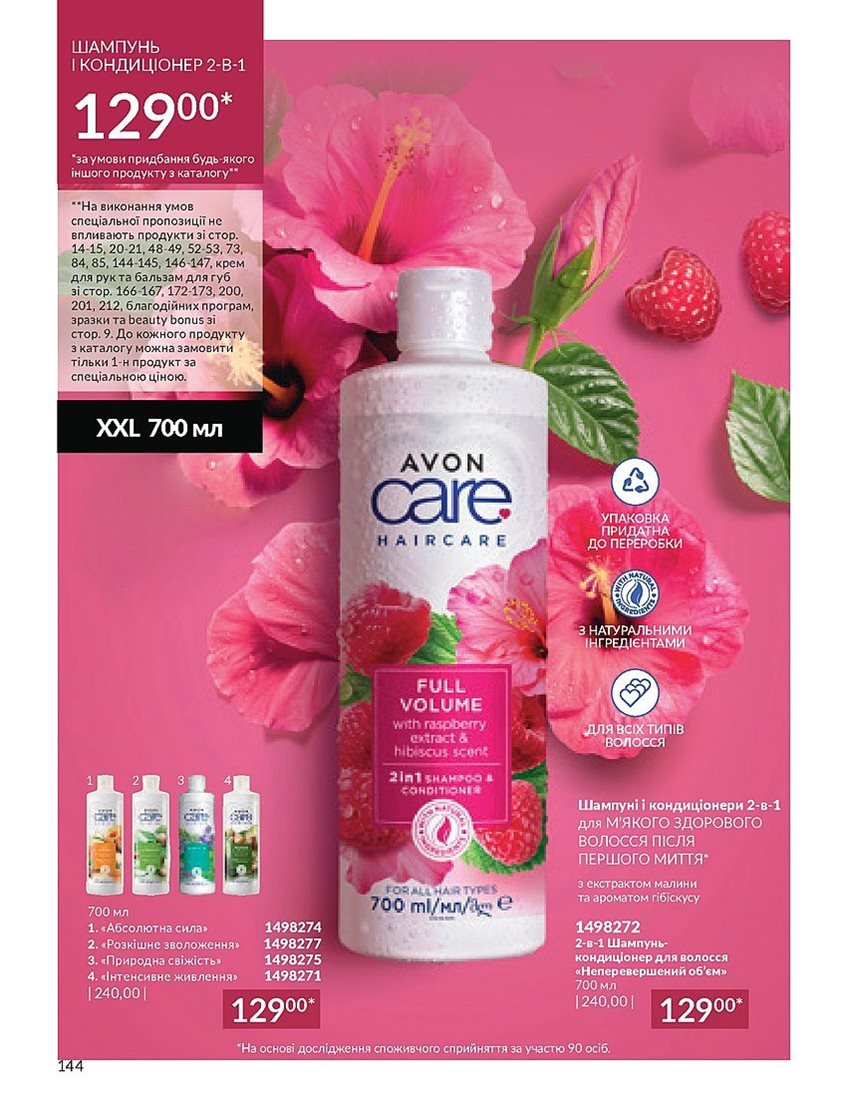 ШАМПУНЬ
І КОНДИЦІОНЕР 2-В-1
12900*
*за умови придбання будь-якого
іншого продукту з каталогу**
**На виконання умов
спеціальної пропозиції не
впливають продукти зі стор.
14-15, 20-21, 48-49, 52-53, 73,
84, 85, 144-145, 146-147, крем
для рук та бальзам для губ
зі стор. 166-167, 172-173, 200,
201, 212, благодійних програм,
зразки та beauty bonus зі
стор. 9. До кожного продукту
з каталогу можна замовити
тільки 1-н продукт за
спеціальною ціною.
XXL 700 мл
AVON
care
HAIRCARE
FULL
VOLUME
with raspberry
extract &
hibiscus scent
2in1 SHAMPOO &
CONDITIONER
FOR ALL HAIR TYPES
700 ml/мл/მლ e
УПАКОВКА
ПРИДАТНА
ДО ПЕРЕРОБКИ
WITH NATURAL
INGREDIENTS
З НАТУРАЛЬНИМИ
ІНГРЕДІЄНТАМИ
ДЛЯ ВСІХ ТИПІВ
ВОЛОССЯ
1 2 3 4
700 мл
1. «Абсолютна сила» 1498274
2. «Розкішне зволоження» 1498277
3. «Природна свіжість» 1498275
4. «Інтенсивне живлення» 1498271
|240,00|
12900*
Шампуні і кондиціонери 2-в-1
для М'ЯКОГО ЗДОРОВОГО
ВОЛОССЯ ПІСЛЯ
ПЕРШОГО МИТТЯ*
з екстрактом малини
та ароматом гібіскусу
1498272
2-в-1 Шампунь-
кондиціонер для волосся
«Неперевершений об'єм»
700 мл
|240,00|
12900*
*На основі дослідження споживчого сприйняття за участю 90 осіб.
144